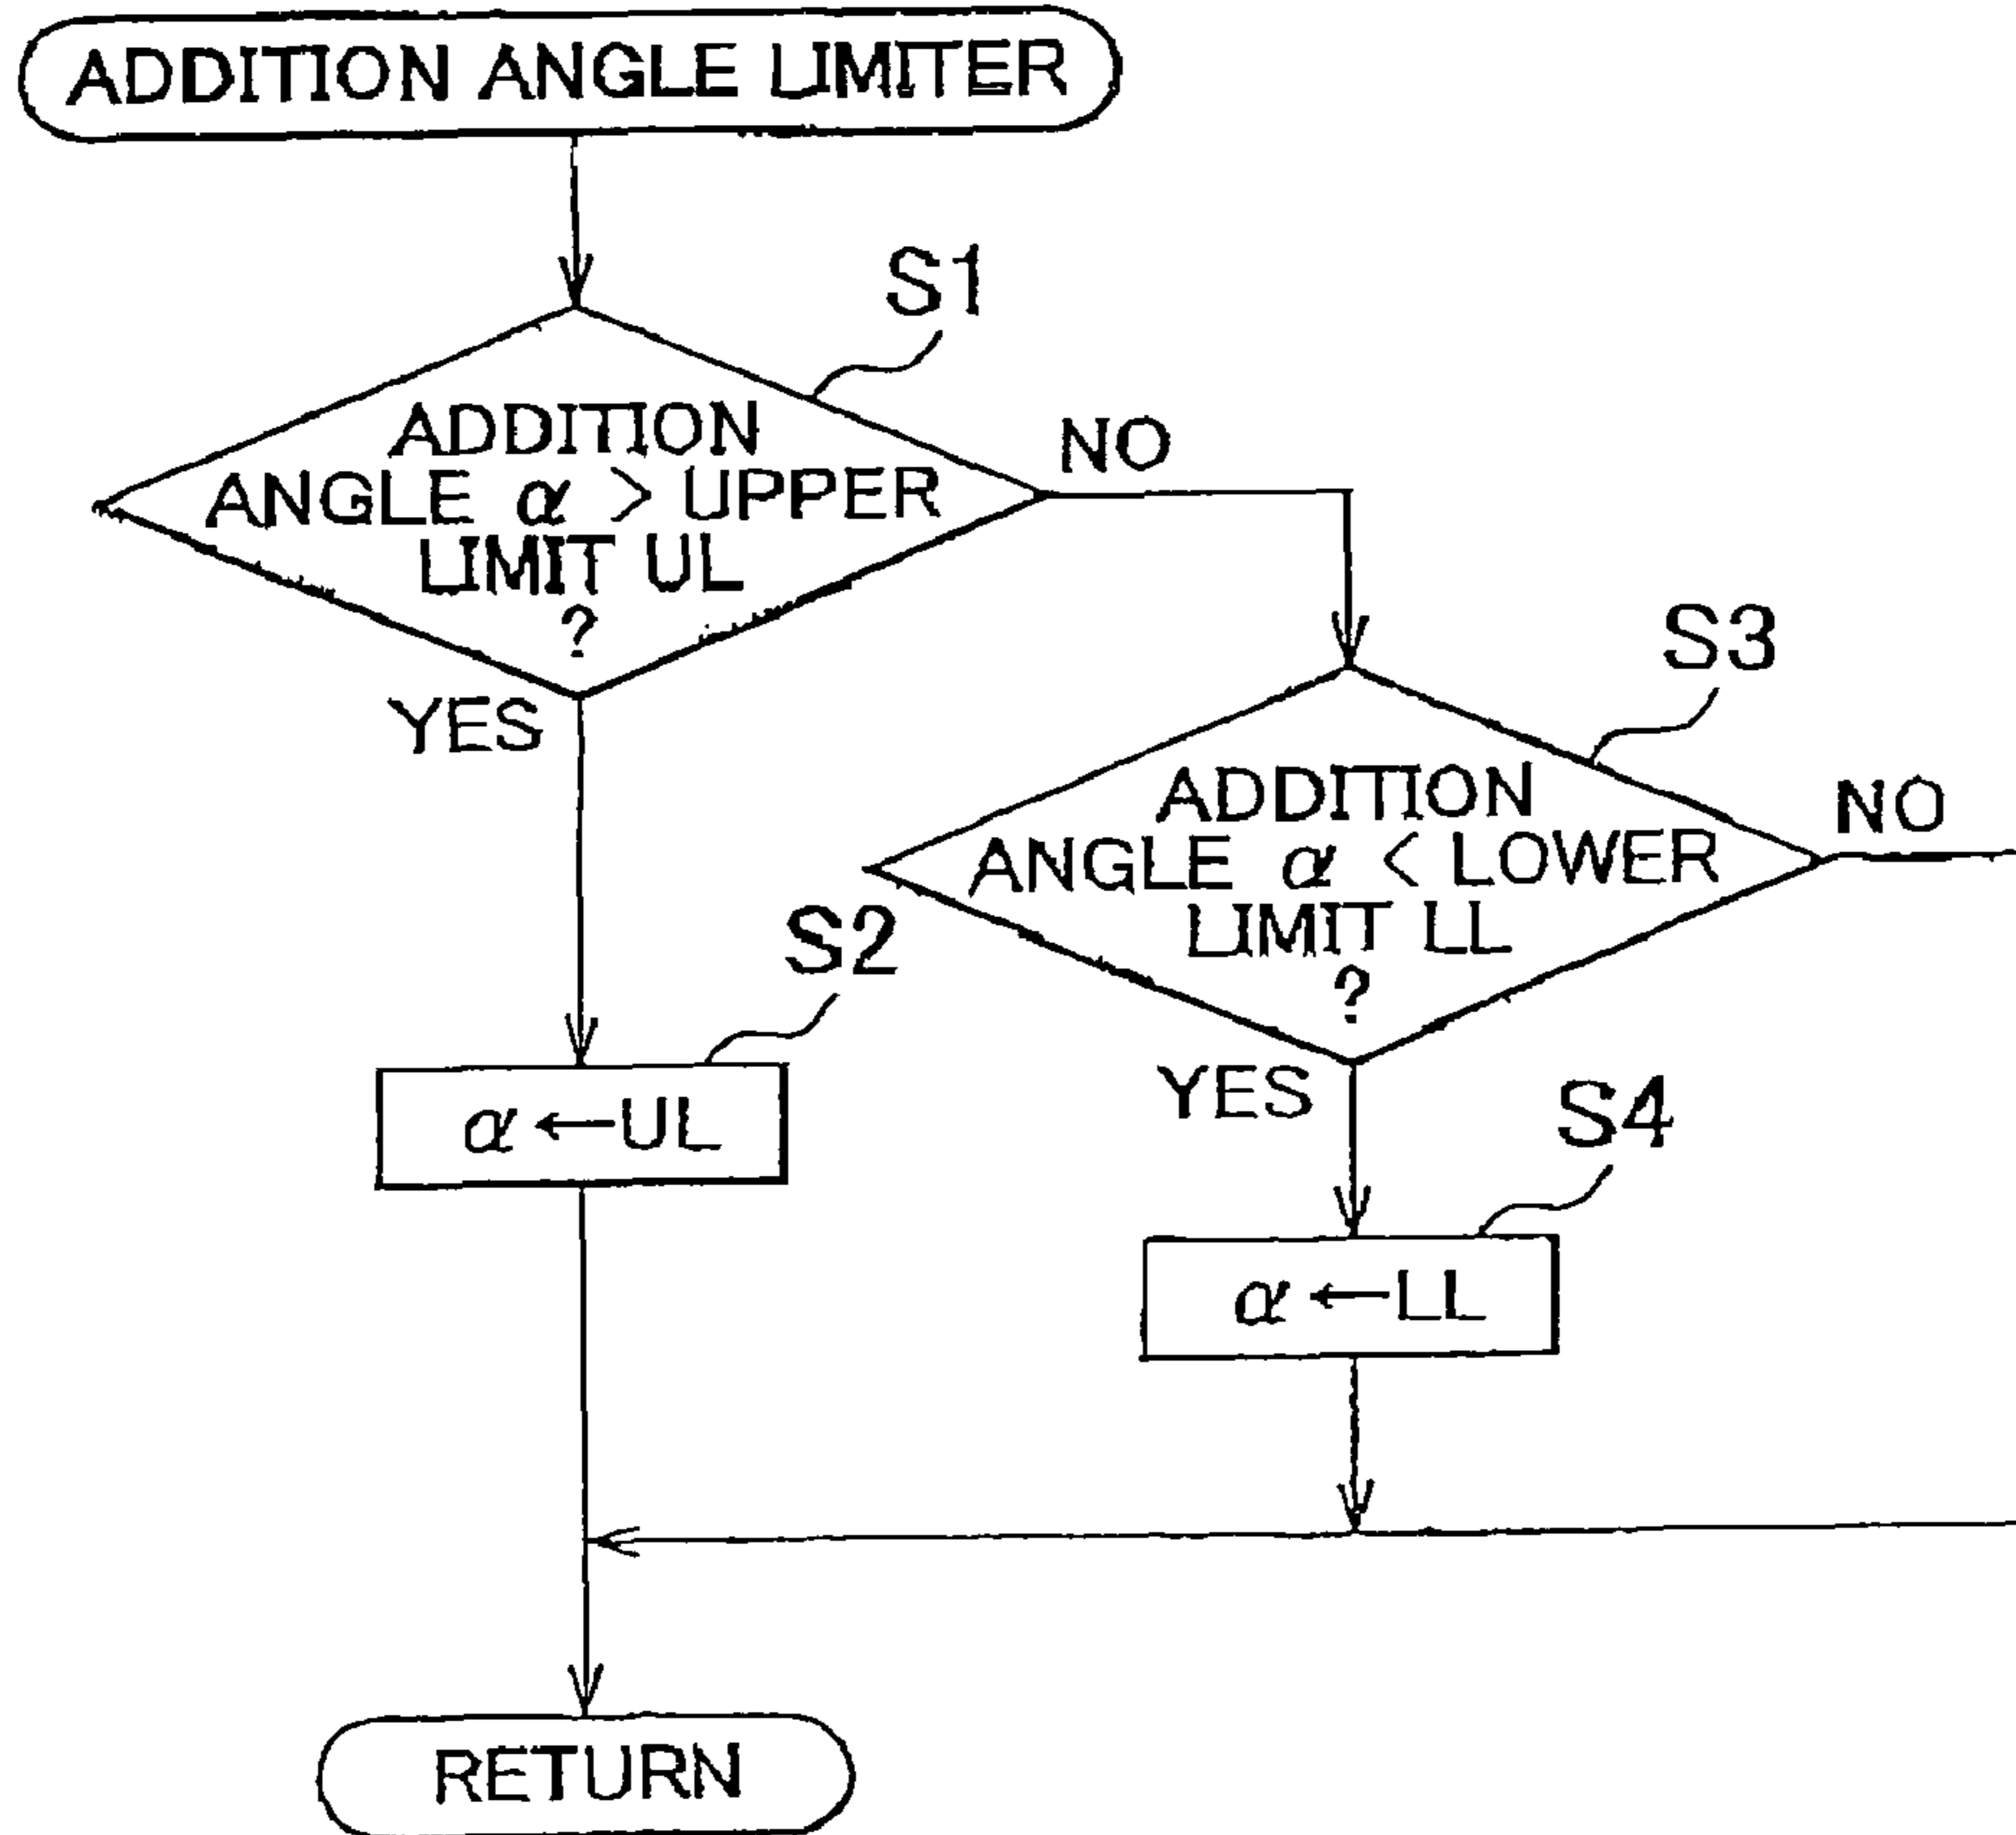 ADDITION ANGLE LIMITER
S1
ADDITION
ANGLE α > UPPER
LIMIT UL
?
NO
YES
S3
ADDITION
ANGLE α < LOWER
LIMIT LL
?
NO
YES
S2
α ← UL
S4
α ← LL
RETURN